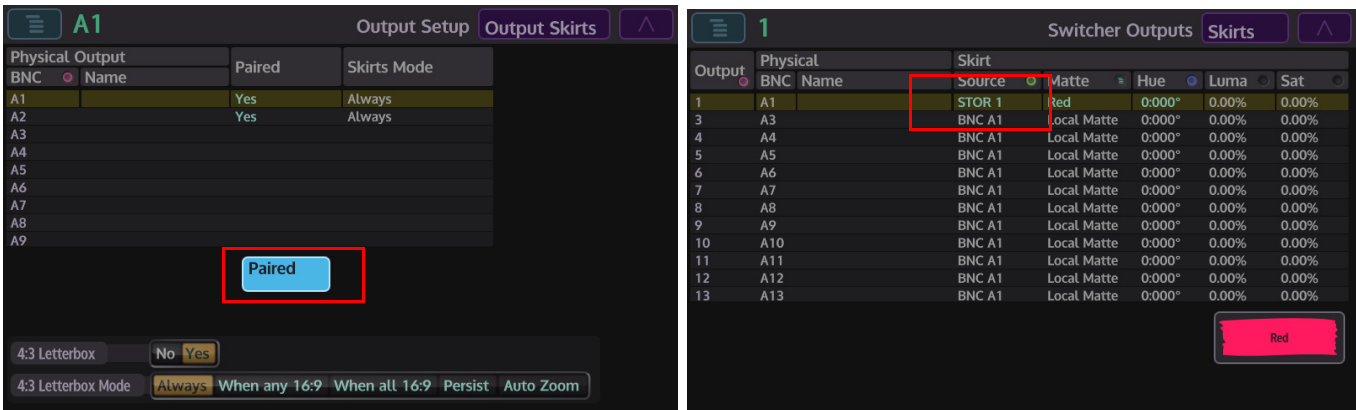 A1 Output Setup Output Skirts
Physical Output Paired Skirts Mode
BNC Name
A1 Yes Always
A2 Yes Always
A3
A4
A5
A6
A7
A8
A9
Paired
4:3 Letterbox No Yes
4:3 Letterbox Mode Always When any 16:9 When all 16:9 Persist Auto Zoom
1 Switcher Outputs Skirts
Output Physical Skirt
BNC Name Source Matte Hue Luma Sat
1 A1 STOR 1 Red 0:000° 0.00% 0.00%
3 A3 BNC A1 Local Matte 0:000° 0.00% 0.00%
4 A4 BNC A1 Local Matte 0:000° 0.00% 0.00%
5 A5 BNC A1 Local Matte 0:000° 0.00% 0.00%
6 A6 BNC A1 Local Matte 0:000° 0.00% 0.00%
7 A7 BNC A1 Local Matte 0:000° 0.00% 0.00%
8 A8 BNC A1 Local Matte 0:000° 0.00% 0.00%
9 A9 BNC A1 Local Matte 0:000° 0.00% 0.00%
10 A10 BNC A1 Local Matte 0:000° 0.00% 0.00%
11 A11 BNC A1 Local Matte 0:000° 0.00% 0.00%
12 A12 BNC A1 Local Matte 0:000° 0.00% 0.00%
13 A13 BNC A1 Local Matte 0:000° 0.00% 0.00%
Red